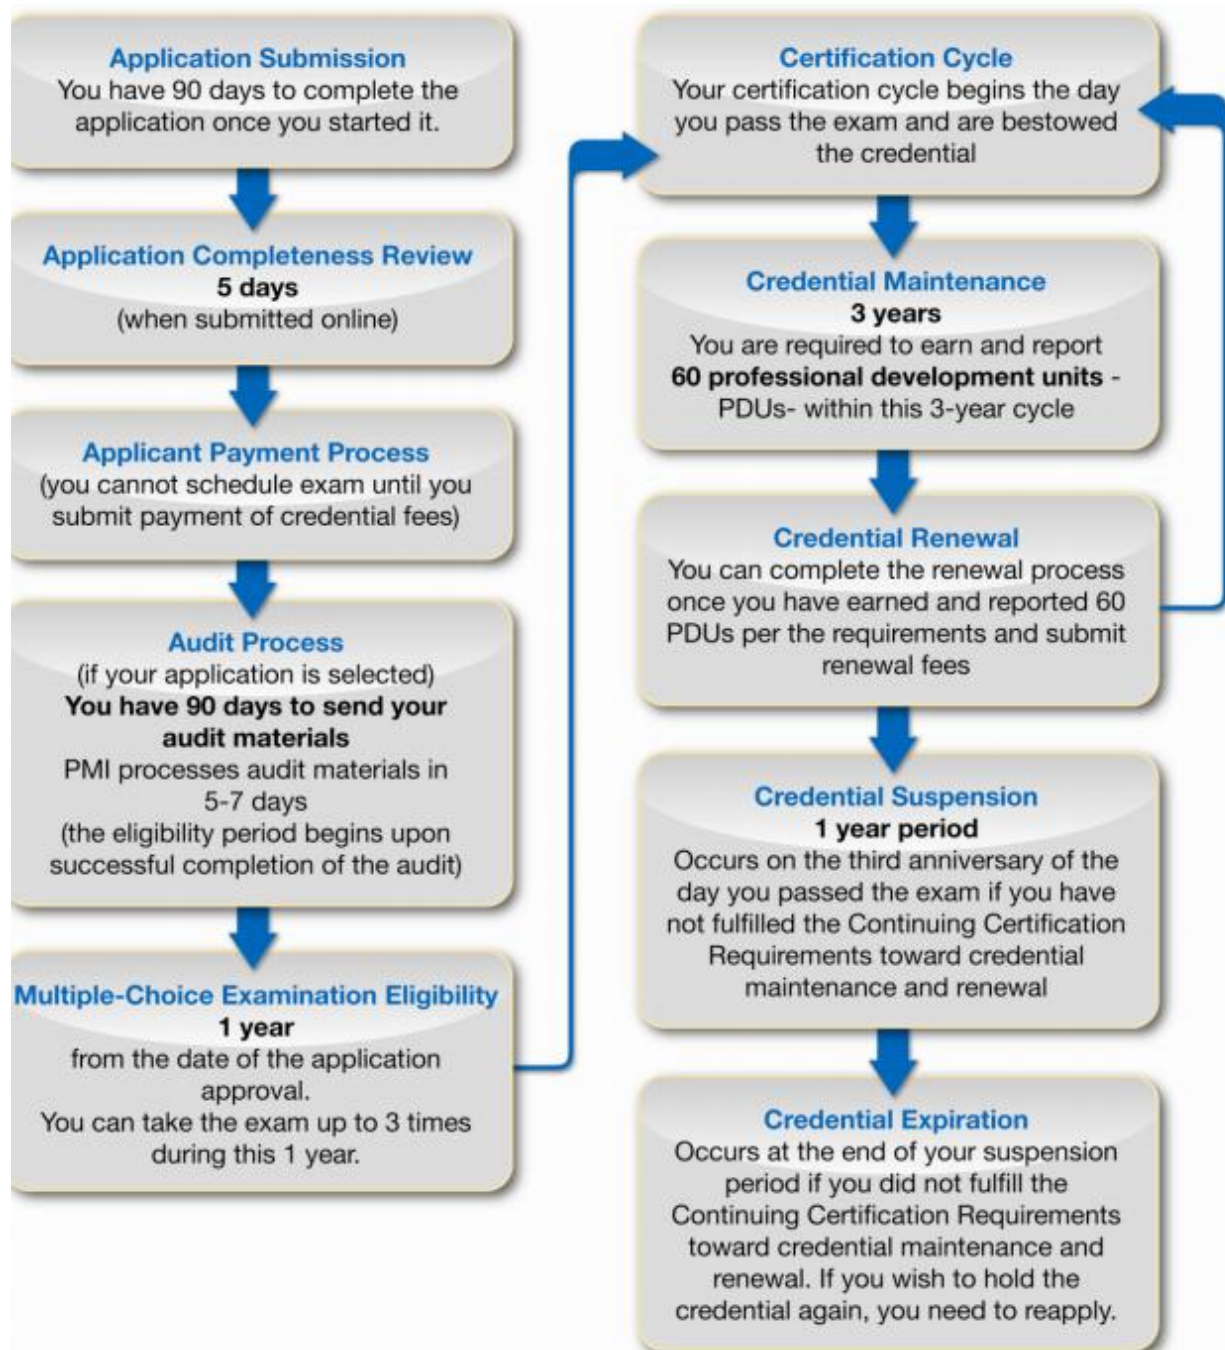 Application Submission
You have 90 days to complete the
application once you started it.
Application Completeness Review
5 days
(when submitted online)
Applicant Payment Process
(you cannot schedule exam until you
submit payment of credential fees)
Audit Process
(if your application is selected)
You have 90 days to send your
audit materials
PMI processes audit materials in
5-7 days
(the eligibility period begins upon
successful completion of the audit)
Multiple-Choice Examination Eligibility
1 year
from the date of the application
approval.
You can take the exam up to 3 times
during this 1 year.
Certification Cycle
Your certification cycle begins the day
you pass the exam and are bestowed
the credential
Credential Maintenance
3 years
You are required to earn and report
60 professional development units -
PDUs- within this 3-year cycle
Credential Renewal
You can complete the renewal process
once you have earned and reported 60
PDUs per the requirements and submit
renewal fees
Credential Suspension
1 year period
Occurs on the third anniversary of the
day you passed the exam if you have
not fulfilled the Continuing Certification
Requirements toward credential
maintenance and renewal
Credential Expiration
Occurs at the end of your suspension
period if you did not fulfill the
Continuing Certification Requirements
toward credential maintenance and
renewal. If you wish to hold the
credential again, you need to reapply.